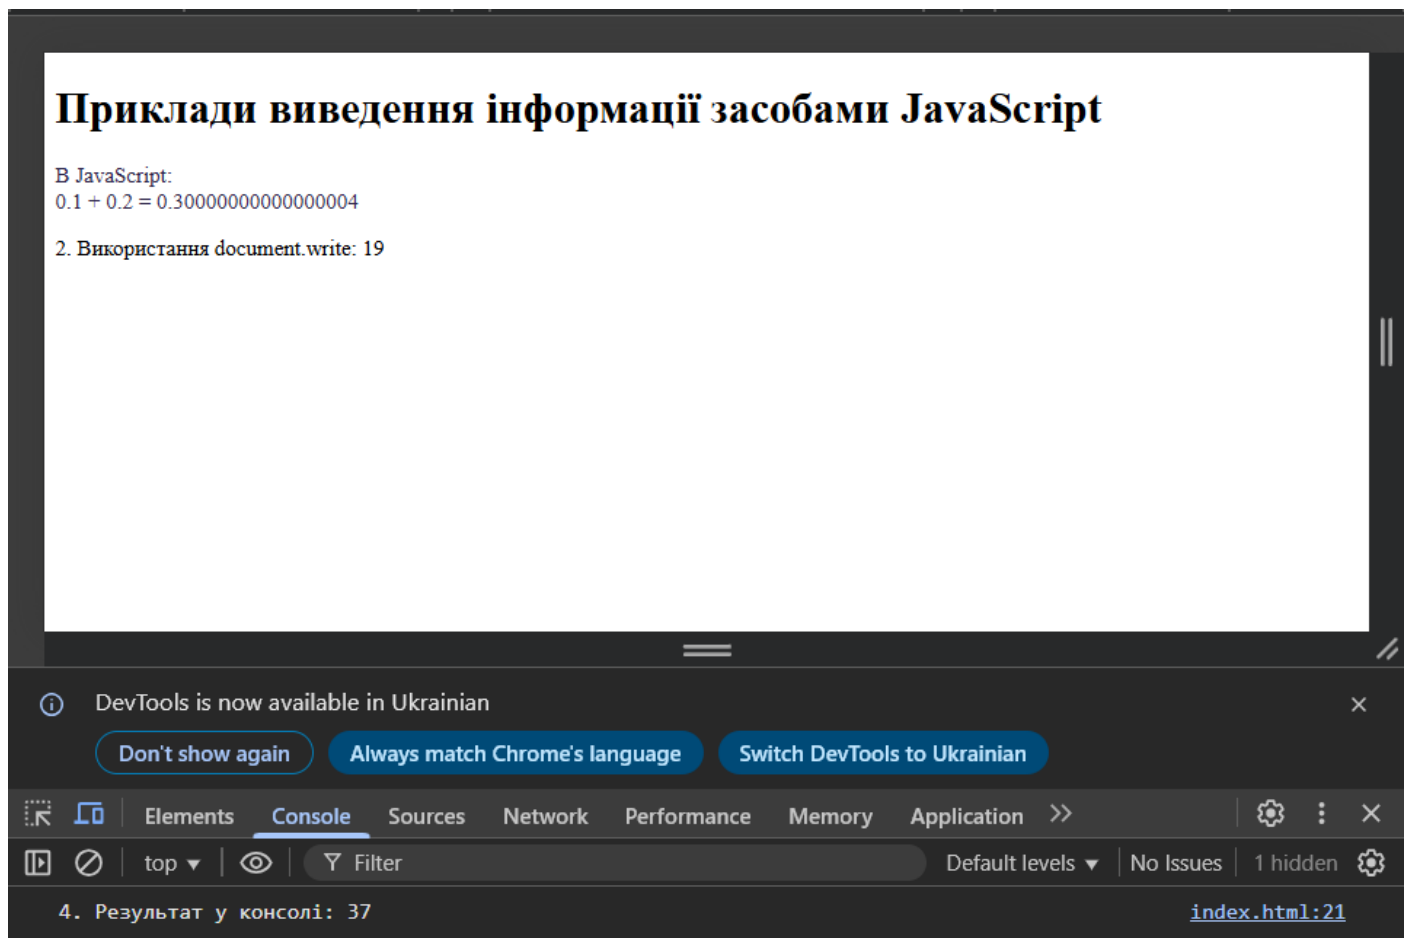 Приклади виведення інформації засобами JavaScript
В JavaScript:
0.1 + 0.2 = 0.30000000000000004
2. Використання document.write: 19
DevTools is now available in Ukrainian
Don't show again Always match Chrome's language Switch DevTools to Ukrainian
Elements Console Sources Network Performance Memory Application
top Filter Default levels No Issues 1 hidden
4. Результат у консолі: 37 index.html:21